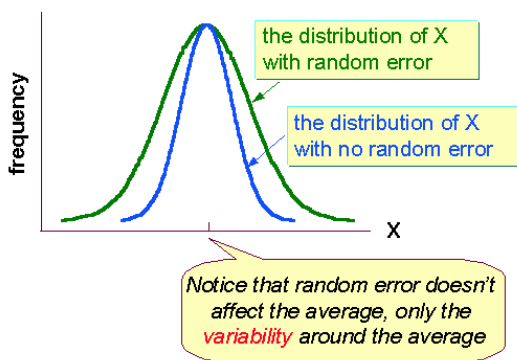 the distribution of X
with random error
the distribution of X
with no random error
frequency
X
Notice that random error doesn't
affect the average, only the
variability around the average